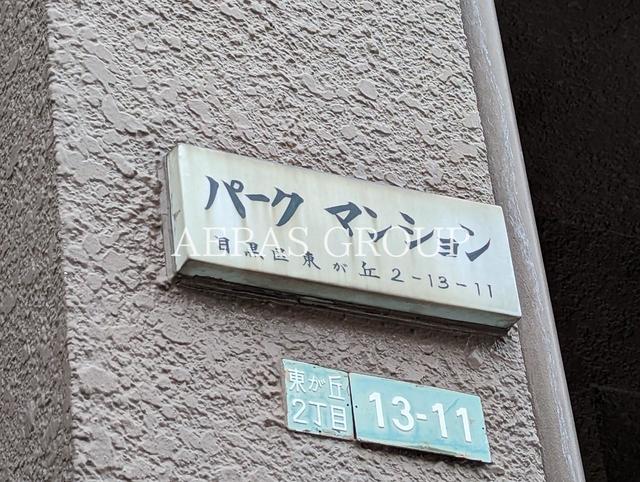 パーク マンション
AERAS GROUP
目黒区東が丘2-13-11
東が丘
2丁目
13-11